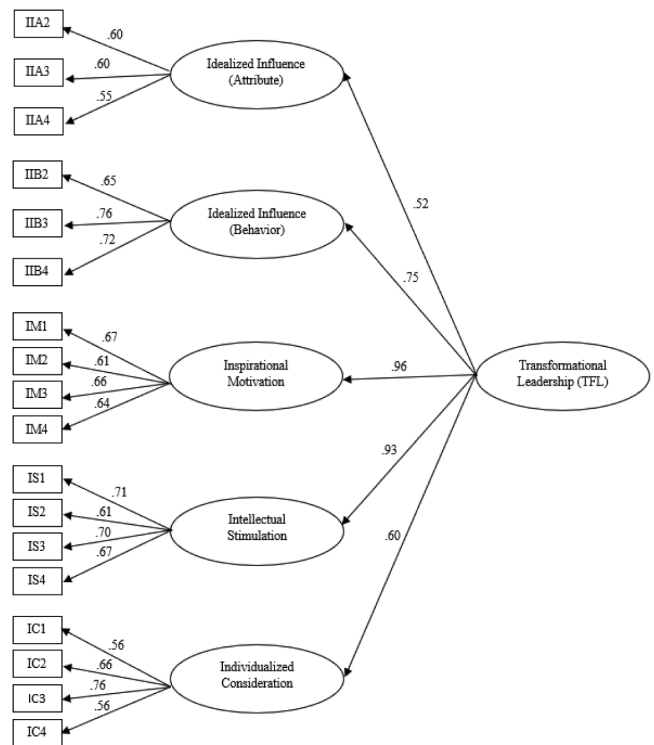 IIA2
.60
IIA3
.60
IIA4
.55
Idealized Influence
(Attribute)
IIB2
.65
IIB3
.76
IIB4
.72
Idealized Influence
(Behavior)
IM1
.67
IM2
.61
IM3
.66
IM4
.64
Inspirational
Motivation
IS1
.71
IS2
.61
IS3
.70
IS4
.67
Intellectual
Stimulation
IC1
.56
IC2
.66
IC3
.76
IC4
.56
Individualized
Consideration
.52
.75
.96
.93
.60
Transformational
Leadership (TFL)